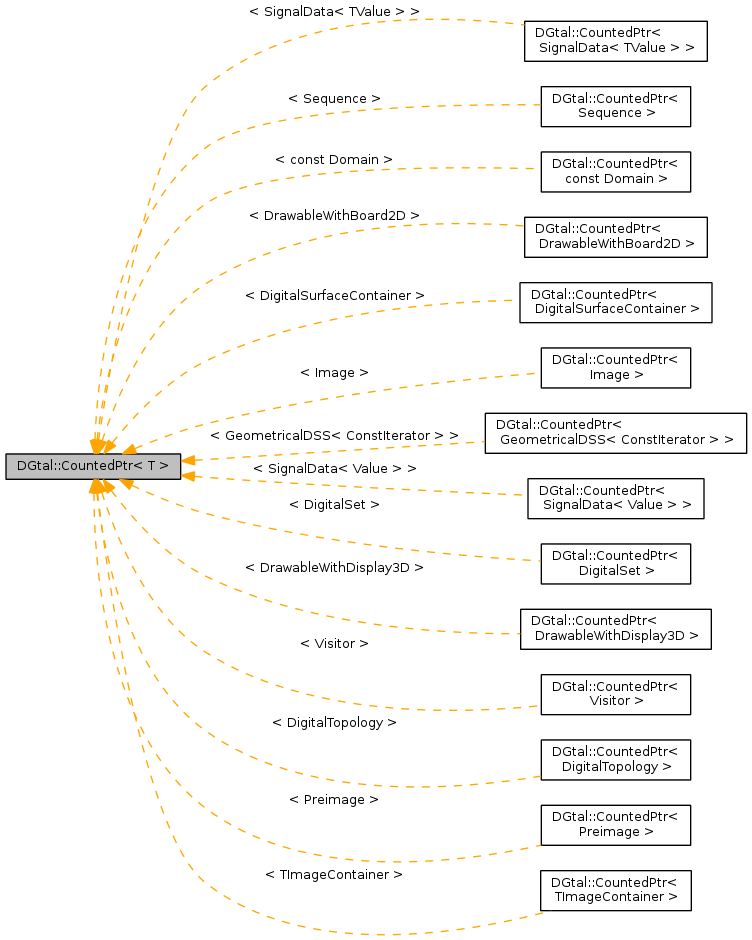 < SignalData< TValue > >
DGtal::CountedPtr<
SignalData< TValue > >
< Sequence >
DGtal::CountedPtr<
Sequence >
< const Domain >
DGtal::CountedPtr<
const Domain >
< DrawableWithBoard2D >
DGtal::CountedPtr<
DrawableWithBoard2D >
< DigitalSurfaceContainer >
DGtal::CountedPtr<
DigitalSurfaceContainer >
< Image >
DGtal::CountedPtr<
Image >
< GeometricalDSS< ConstIterator > >
DGtal::CountedPtr<
GeometricalDSS< ConstIterator > >
DGtal::CountedPtr< T >
< SignalData< Value > >
DGtal::CountedPtr<
SignalData< Value > >
< DigitalSet >
DGtal::CountedPtr<
DigitalSet >
< DrawableWithDisplay3D >
DGtal::CountedPtr<
DrawableWithDisplay3D >
< Visitor >
DGtal::CountedPtr<
Visitor >
< DigitalTopology >
DGtal::CountedPtr<
DigitalTopology >
< Preimage >
DGtal::CountedPtr<
Preimage >
< TImageContainer >
DGtal::CountedPtr<
TImageContainer >